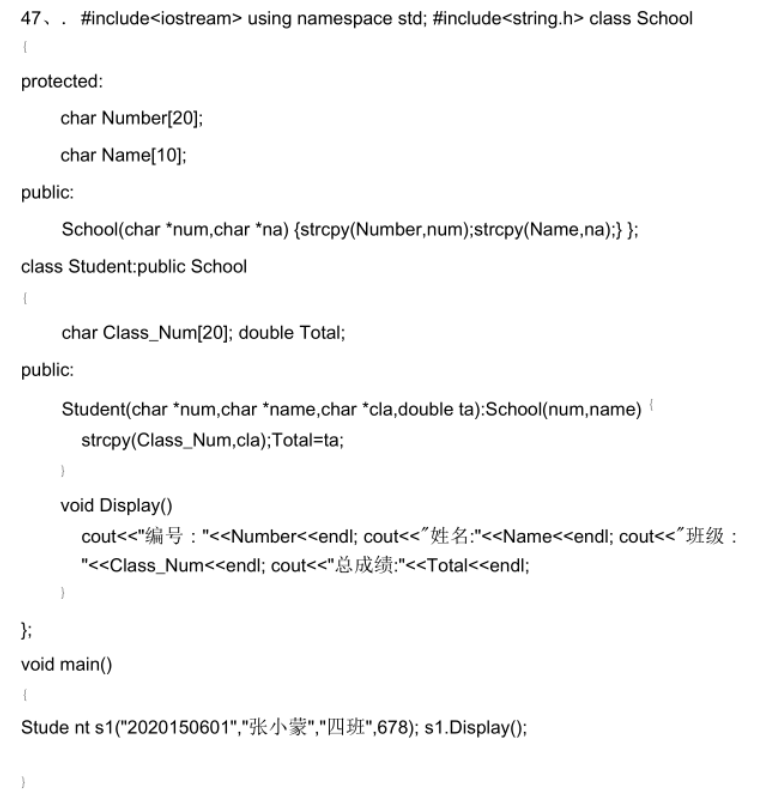 47、. #include<iostream> using namespace std; #include<string.h> class School
{
protected:
char Number[20];
char Name[10];
public:
School(char *num,char *na) {strcpy(Number,num);strcpy(Name,na);} };
class Student:public School
{
char Class_Num[20]; double Total;
public:
Student(char *num,char *name,char *cla,double ta):School(num,name) {
strcpy(Class_Num,cla);Total=ta;
}
void Display()
cout<<"编号："<<Number<<endl; cout<<″姓名:"<<Name<<endl; cout<<″班级：
"<<Class_Num<<endl; cout<<"总成绩:"<<Total<<endl;
}
};
void main()
{
Stude nt s1("2020150601","张小蒙","四班",678); s1.Display();
}